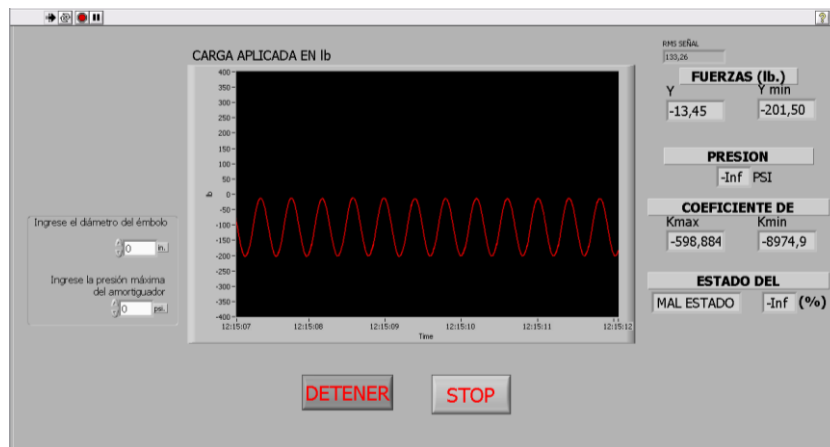 CARGA APLICADA EN lb
400
350
300
250
200
150
100
50
0
-50
-100
-150
-200
-250
-300
-350
-400
lb
12:15:07 12:15:08 12:15:09 12:15:10 12:15:11 12:15:12
Time
Ingrese el diámetro del émbolo
0 in.
Ingrese la presión máxima
del amortiguador
0 psi.
RMS SEÑAL
133,26
FUERZAS (lb.)
Y Y min
-13,45 -201,50
PRESION
-Inf PSI
COEFICIENTE DE
Kmax Kmin
-598,884 -8974,9
ESTADO DEL
MAL ESTADO -Inf (%)
DETENER STOP